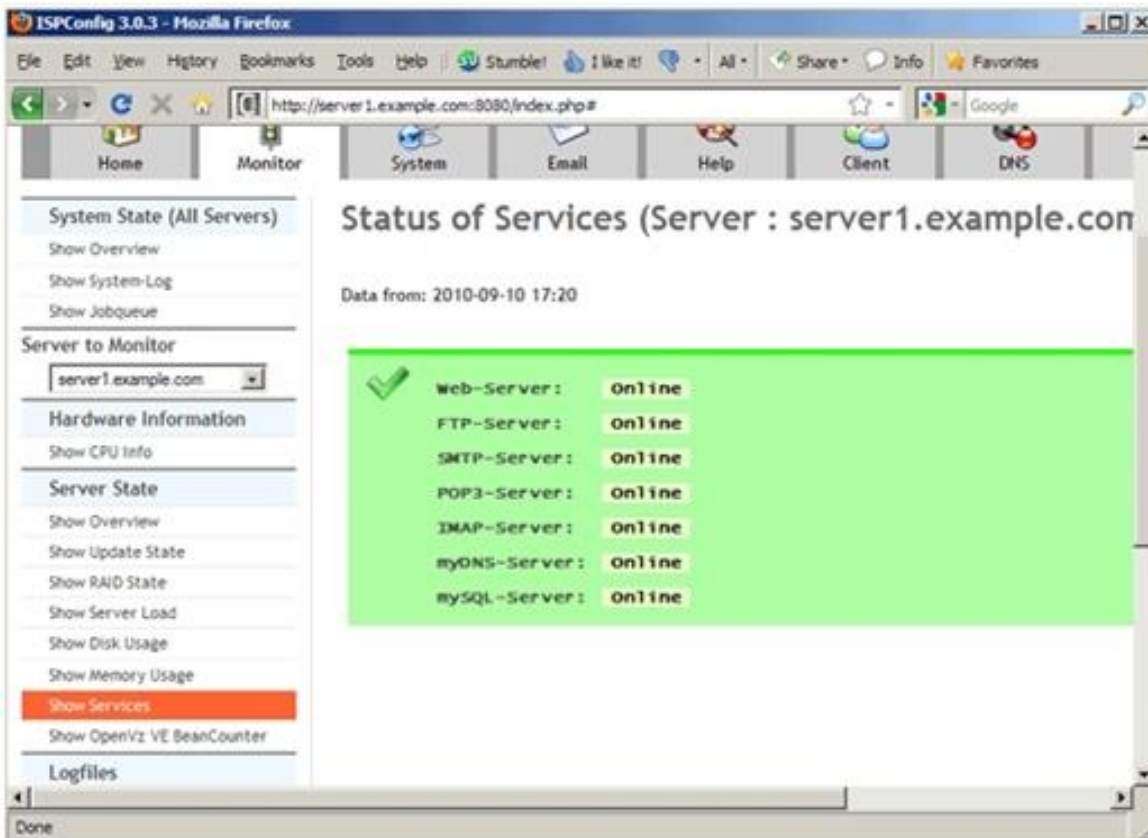 ISPConfig 3.0.3 - Mozilla Firefox
File Edit View History Bookmarks Tools Help Stumble! I like it! All Share Info Favorites
http://server1.example.com:8080/index.php# Google
Home Monitor System Email Help Client DNS
System State (All Servers)
Show Overview
Show System-Log
Show Jobqueue
Server to Monitor
server1.example.com
Hardware Information
Show CPU Info
Server State
Show Overview
Show Update State
Show RAID State
Show Server Load
Show Disk Usage
Show Memory Usage
Show Services
Show OpenVz VE BeanCounter
Logfiles
Status of Services (Server : server1.example.com
Data from: 2010-09-10 17:20
Web-Server: Online
FTP-Server: Online
SMTP-Server: Online
POP3-Server: Online
IMAP-Server: Online
myDNS-Server: Online
mySQL-Server: Online
Done